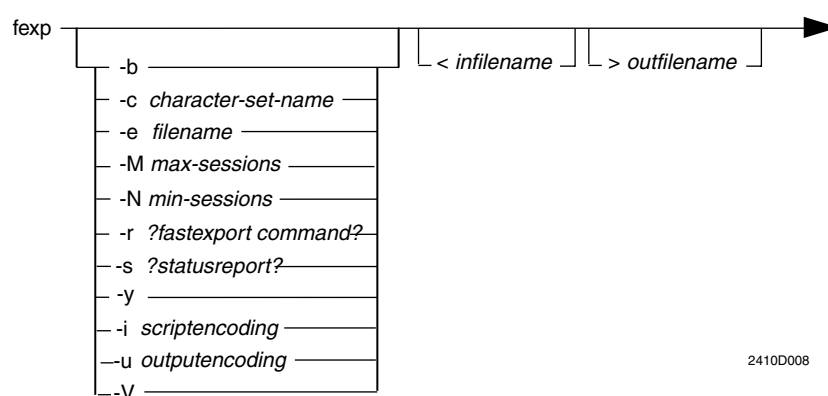 fexp
-b
< infilename
> outfilename
-c character-set-name
-e filename
-M max-sessions
-N min-sessions
-r ?fastexport command?
-s ?statusreport?
-y
-i scriptencoding
-u outputencoding
2410D008
-V